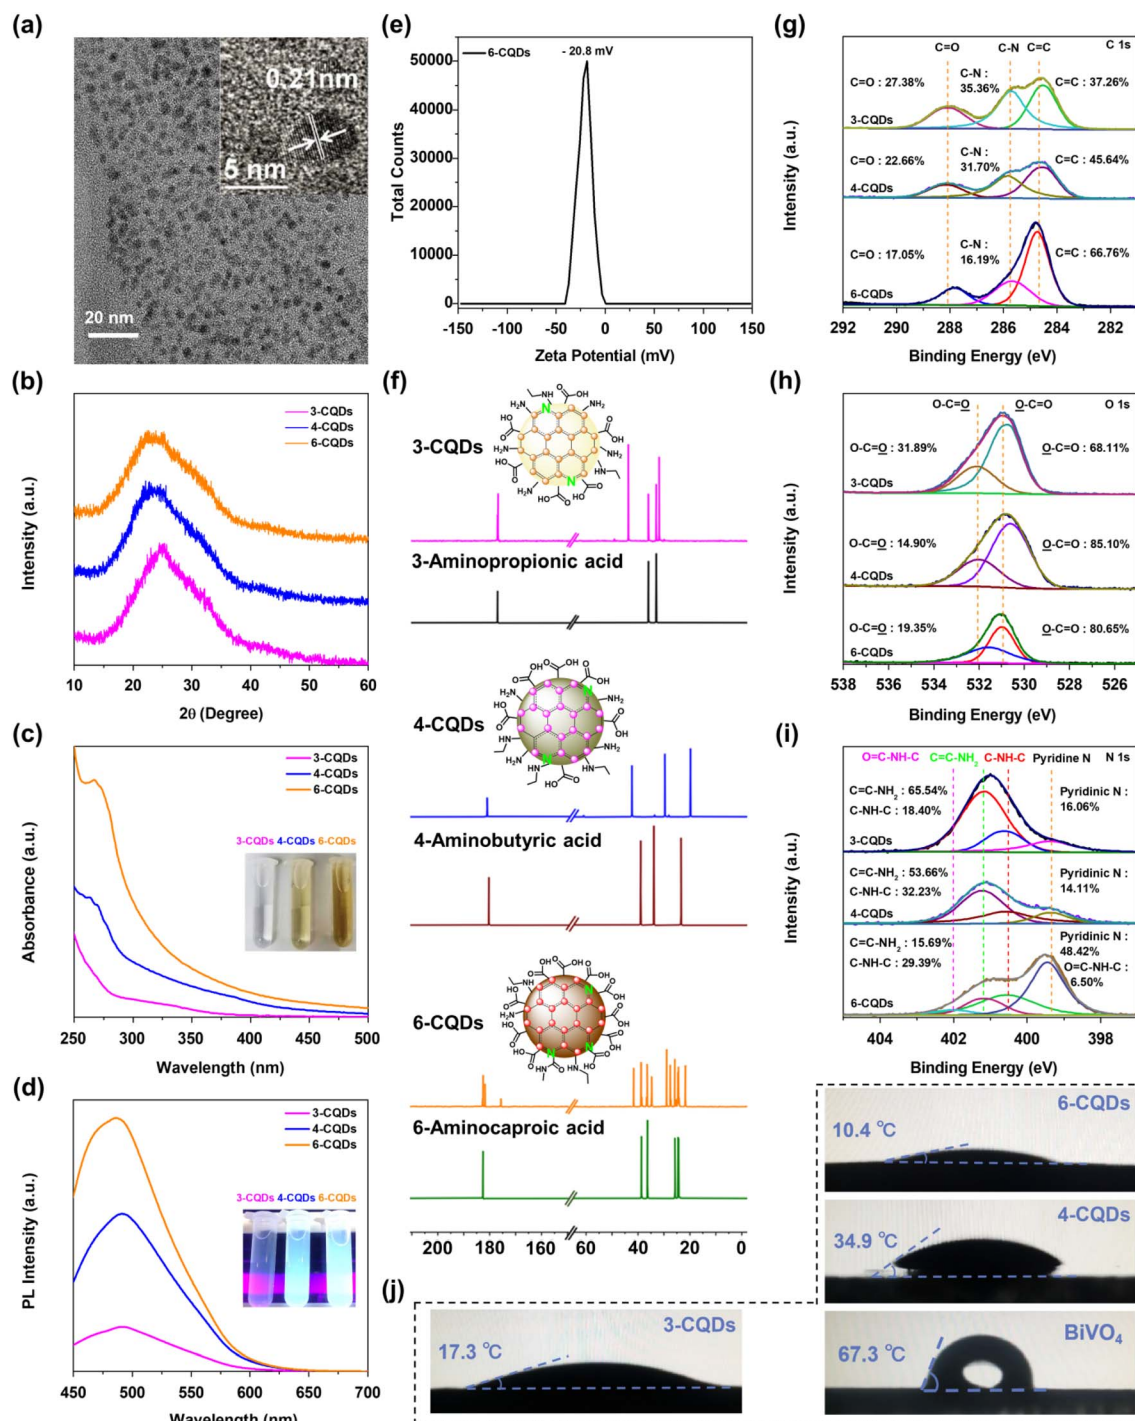 (a)
0.21nm
5 nm
20 nm
(e)
6-CQDs
- 20.8 mV
Total Counts
50000
40000
30000
20000
10000
0
-150 -100 -50 0 50 100 150
Zeta Potential (mV)
(g)
C=O C-N C=C C 1s
C=O : 27.38%
C-N :
35.36%
C=C : 37.26%
3-CQDs
C=O : 22.66%
C-N :
31.70%
C=C : 45.64%
4-CQDs
C=O : 17.05%
C-N :
16.19%
C=C : 66.76%
6-CQDs
Intensity (a.u.)
292 290 288 286 284 282
Binding Energy (eV)
(b)
3-CQDs
4-CQDs
6-CQDs
Intensity (a.u.)
10 20 30 40 50 60
2θ (Degree)
(f)
3-CQDs
3-Aminopropionic acid
4-CQDs
4-Aminobutyric acid
6-CQDs
6-Aminocaproic acid
210 180 150 60 40 20 0
(h)
O-C=O O-C=O O 1s
O-C=O : 31.89% O-C=O : 68.11%
3-CQDs
O-C=O : 14.90% O-C=O : 85.10%
4-CQDs
O-C=O : 19.35% O-C=O : 80.65%
6-CQDs
Intensity (a.u.)
538 536 534 532 530 528 526
Binding Energy (eV)
(c)
3-CQDs
4-CQDs
6-CQDs
3-CQDs 4-CQDs 6-CQDs
Absorbance (a.u.)
250 300 350 400 450 500
Wavelength (nm)
(i)
O=C-NH-C C=C-NH₂ C-NH-C Pyridine N N 1s
C=C-NH₂ : 65.54%
C-NH-C : 18.40%
Pyridinic N :
16.06%
3-CQDs
C=C-NH₂ : 53.66%
C-NH-C : 32.23%
Pyridinic N :
14.11%
4-CQDs
C=C-NH₂ : 15.69%
C-NH-C : 29.39%
Pyridinic N :
48.42%
O=C-NH-C :
6.50%
6-CQDs
Intensity (a.u.)
404 402 400 398
Binding Energy (eV)
(d)
3-CQDs
4-CQDs
6-CQDs
3-CQDs 4-CQDs 6-CQDs
PL Intensity (a.u.)
450 500 550 600 650 700
Wavelength (nm)
(j)
3-CQDs
17.3 ℃
6-CQDs
10.4 ℃
4-CQDs
34.9 ℃
BiVO₄
67.3 ℃